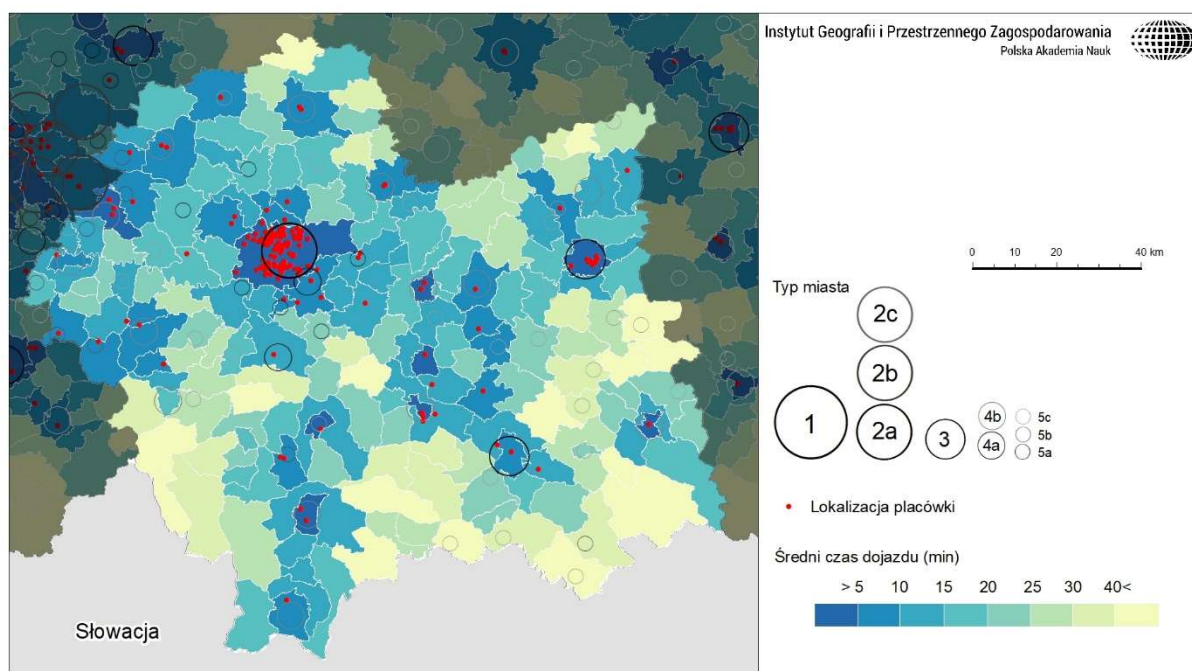 Instytut Geografii i Przestrzennego Zagospodarowania
Polska Akademia Nauk
0 10 20 40 km
Typ miasta
2c
2b
1
2a
3
4b
4a
5c
5b
5a
Lokalizacja placówki
Średni czas dojazdu (min)
> 5 10 15 20 25 30 40<
Słowacja